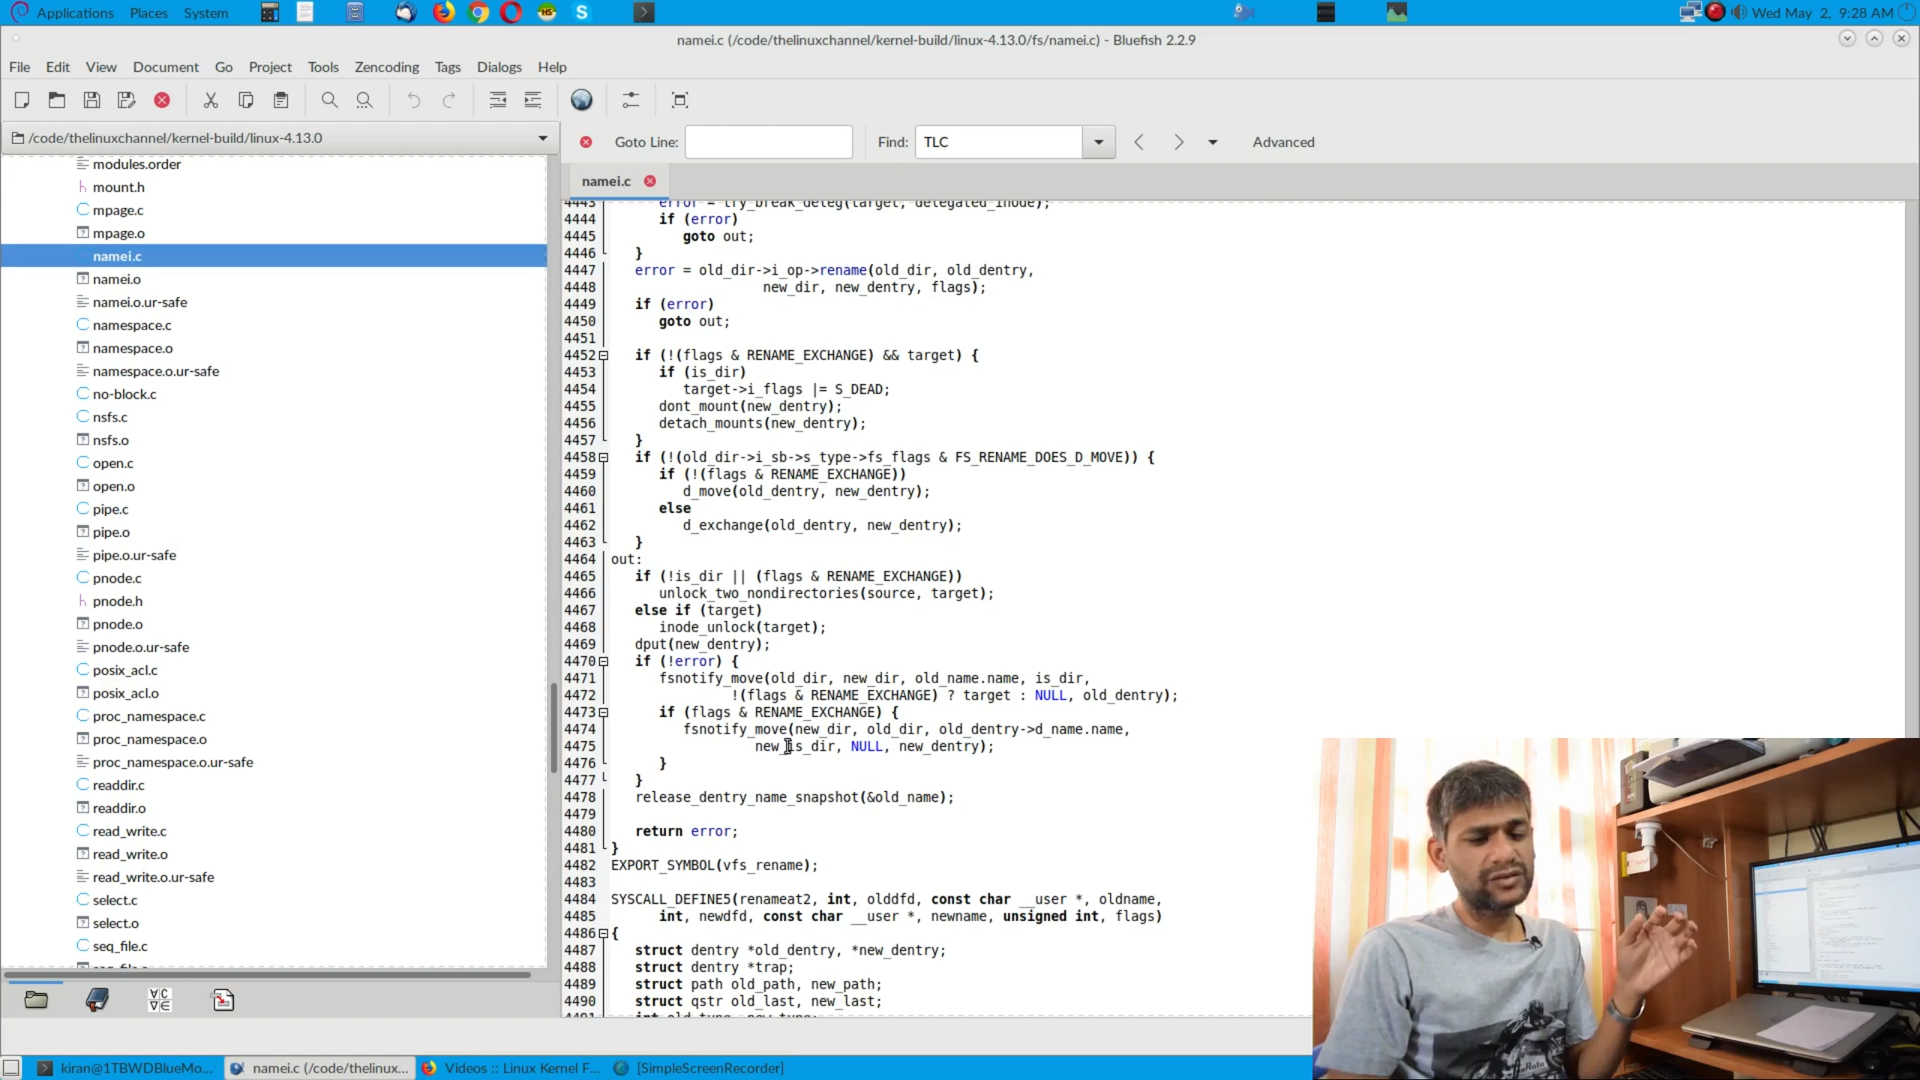 Applications Places System
Wed May 2, 9:28 AM
namei.c (/code/thelinuxchannel/kernel-build/linux-4.13.0/fs/namei.c) - Bluefish 2.2.9
File Edit View Document Go Project Tools Zencoding Tags Dialogs Help
/code/thelinuxchannel/kernel-build/linux-4.13.0
Goto Line:
Find: TLC
Advanced
namei.c
modules.order
mount.h
mpage.c
mpage.o
namei.c
namei.o
namei.o.ur-safe
namespace.c
namespace.o
namespace.o.ur-safe
no-block.c
nsfs.c
nsfs.o
open.c
open.o
pipe.c
pipe.o
pipe.o.ur-safe
pnode.c
pnode.h
pnode.o
pnode.o.ur-safe
posix_acl.c
posix_acl.o
proc_namespace.c
proc_namespace.o
proc_namespace.o.ur-safe
readdir.c
readdir.o
read_write.c
read_write.o
read_write.o.ur-safe
select.c
select.o
seq_file.c
4443 error = try_break_deleg(target, delegated_inode);
4444 if (error)
4445 goto out;
4446 }
4447 error = old_dir->i_op->rename(old_dir, old_dentry,
4448 new_dir, new_dentry, flags);
4449 if (error)
4450 goto out;
4451
4452 if (!(flags & RENAME_EXCHANGE) && target) {
4453 if (is_dir)
4454 target->i_flags |= S_DEAD;
4455 dont_mount(new_dentry);
4456 detach_mounts(new_dentry);
4457 }
4458 if (!(old_dir->i_sb->s_type->fs_flags & FS_RENAME_DOES_D_MOVE)) {
4459 if (!(flags & RENAME_EXCHANGE))
4460 d_move(old_dentry, new_dentry);
4461 else
4462 d_exchange(old_dentry, new_dentry);
4463 }
4464 out:
4465 if (!is_dir || (flags & RENAME_EXCHANGE))
4466 unlock_two_nondirectories(source, target);
4467 else if (target)
4468 inode_unlock(target);
4469 dput(new_dentry);
4470 if (!error) {
4471 fsnotify_move(old_dir, new_dir, old_name.name, is_dir,
4472 !(flags & RENAME_EXCHANGE) ? target : NULL, old_dentry);
4473 if (flags & RENAME_EXCHANGE) {
4474 fsnotify_move(new_dir, old_dir, old_dentry->d_name.name,
4475 new_is_dir, NULL, new_dentry);
4476 }
4477 }
4478 release_dentry_name_snapshot(&old_name);
4479
4480 return error;
4481 }
4482 EXPORT_SYMBOL(vfs_rename);
4483
4484 SYSCALL_DEFINE5(renameat2, int, olddfd, const char __user *, oldname,
4485 int, newdfd, const char __user *, newname, unsigned int, flags)
4486 {
4487 struct dentry *old_dentry, *new_dentry;
4488 struct dentry *trap;
4489 struct path old_path, new_path;
4490 struct qstr old_last, new_last;
kiran@1TBWDBlueMo...
namei.c (/code/thelinux...
Videos :: Linux Kernel F...
[SimpleScreenRecorder]